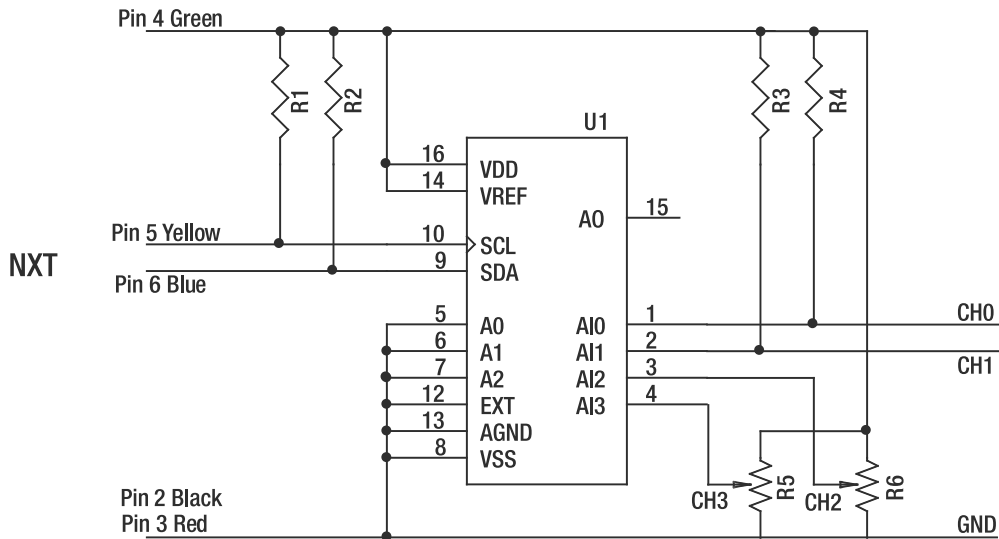 Pin 4 Green
R1
R2
R3
R4
U1
16
VDD
14
VREF
AO
15
Pin 5 Yellow
10
SCL
NXT
9
SDA
Pin 6 Blue
5
A0
AI0
1
CH0
6
A1
AI1
2
CH1
7
A2
AI2
3
12
EXT
AI3
4
13
AGND
8
VSS
CH3
R5
CH2
R6
Pin 2 Black
Pin 3 Red
GND